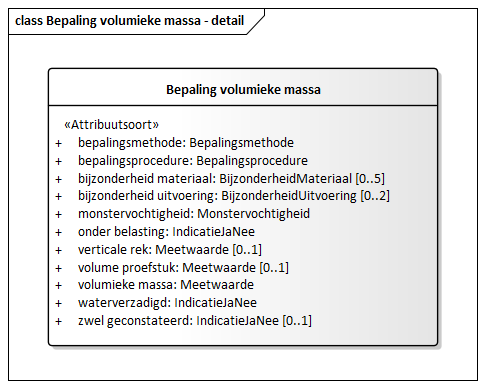 class Bepaling volumieke massa - detail
Bepaling volumieke massa
«Attribuutsoort»
+ bepalingsmethode: Bepalingsmethode
+ bepalingsprocedure: Bepalingsprocedure
+ bijzonderheid materiaal: BijzonderheidMateriaal [0..5]
+ bijzonderheid uitvoering: BijzonderheidUitvoering [0..2]
+ monstervochtigheid: Monstervochtigheid
+ onder belasting: IndicatieJaNee
+ verticale rek: Meetwaarde [0..1]
+ volume proefstuk: Meetwaarde [0..1]
+ volumieke massa: Meetwaarde
+ waterverzadigd: IndicatieJaNee
+ zwel geconstateerd: IndicatieJaNee [0..1]